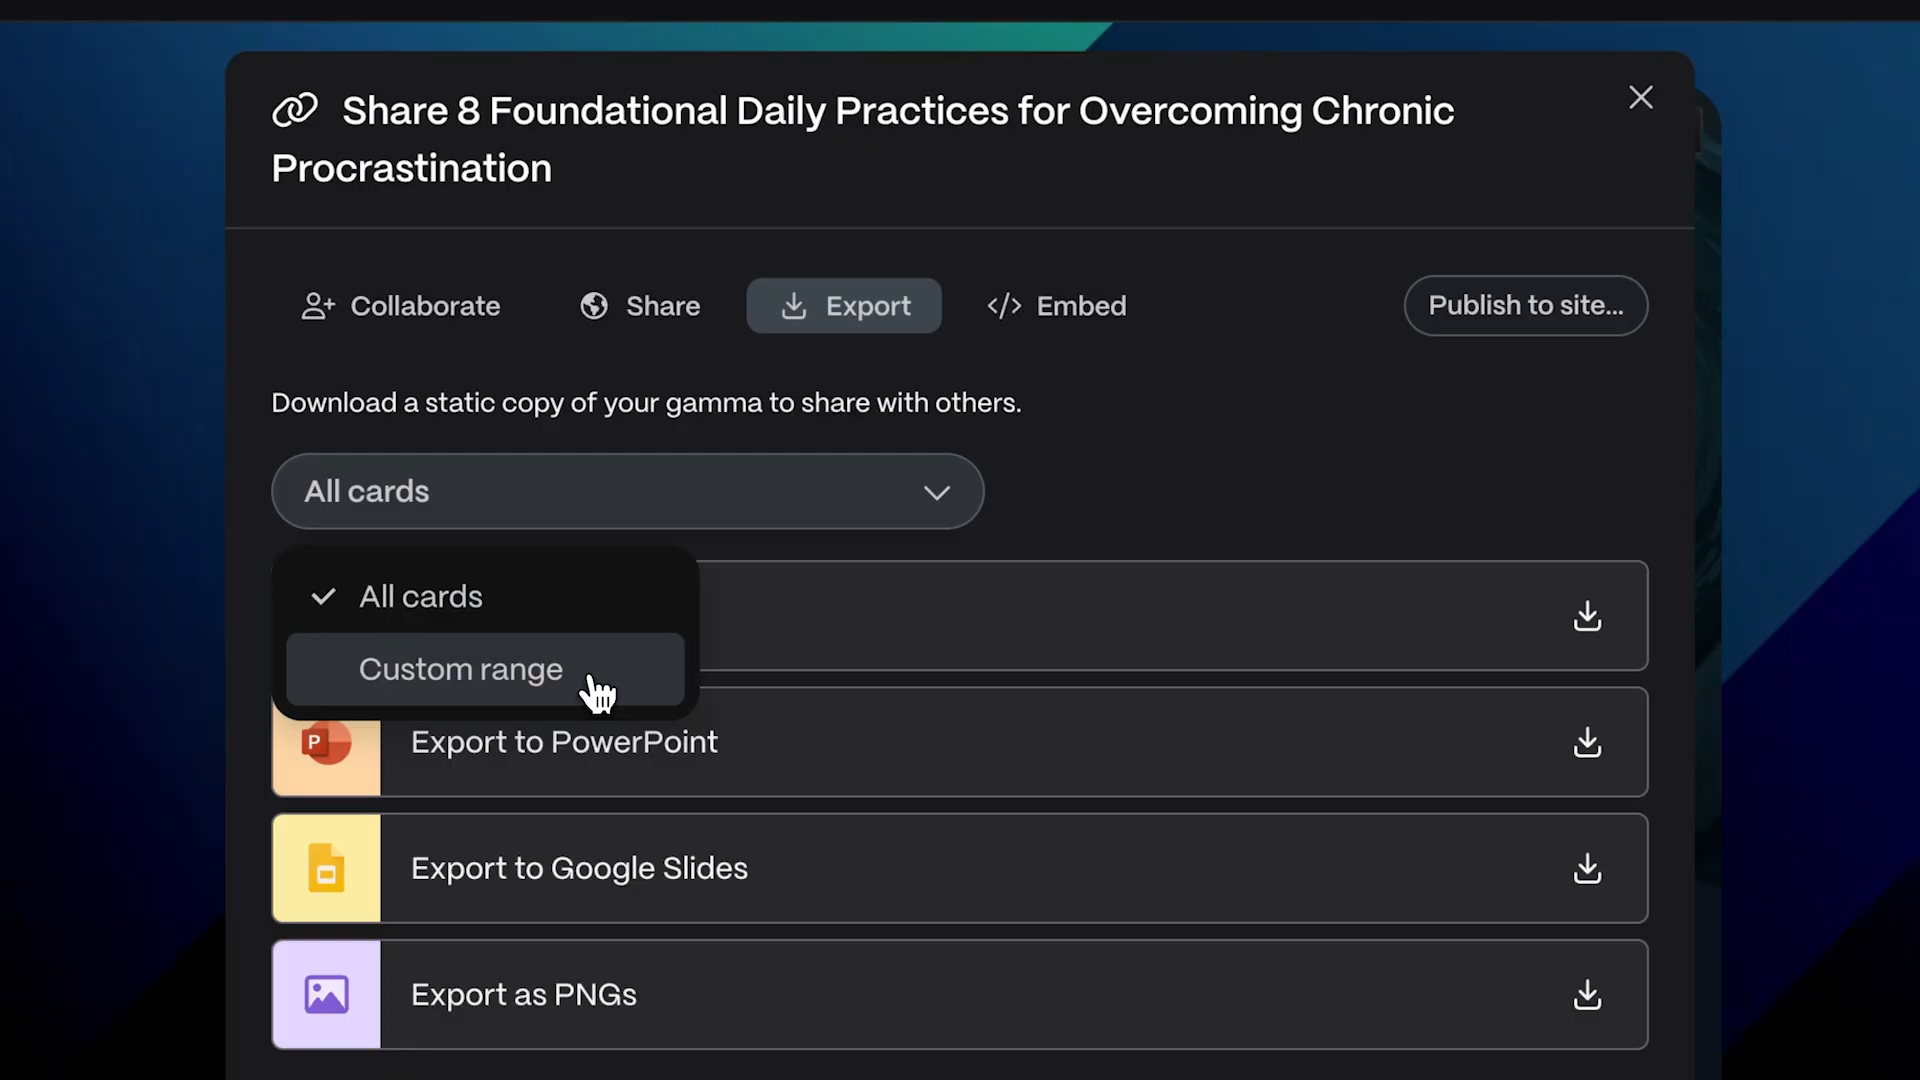 Share 8 Foundational Daily Practices for Overcoming Chronic
Procrastination
Collaborate
Share
Export
</> Embed
Publish to site...
Download a static copy of your gamma to share with others.
All cards
All cards
Custom range
P
Export to PowerPoint
Export to Google Slides
Export as PNGs